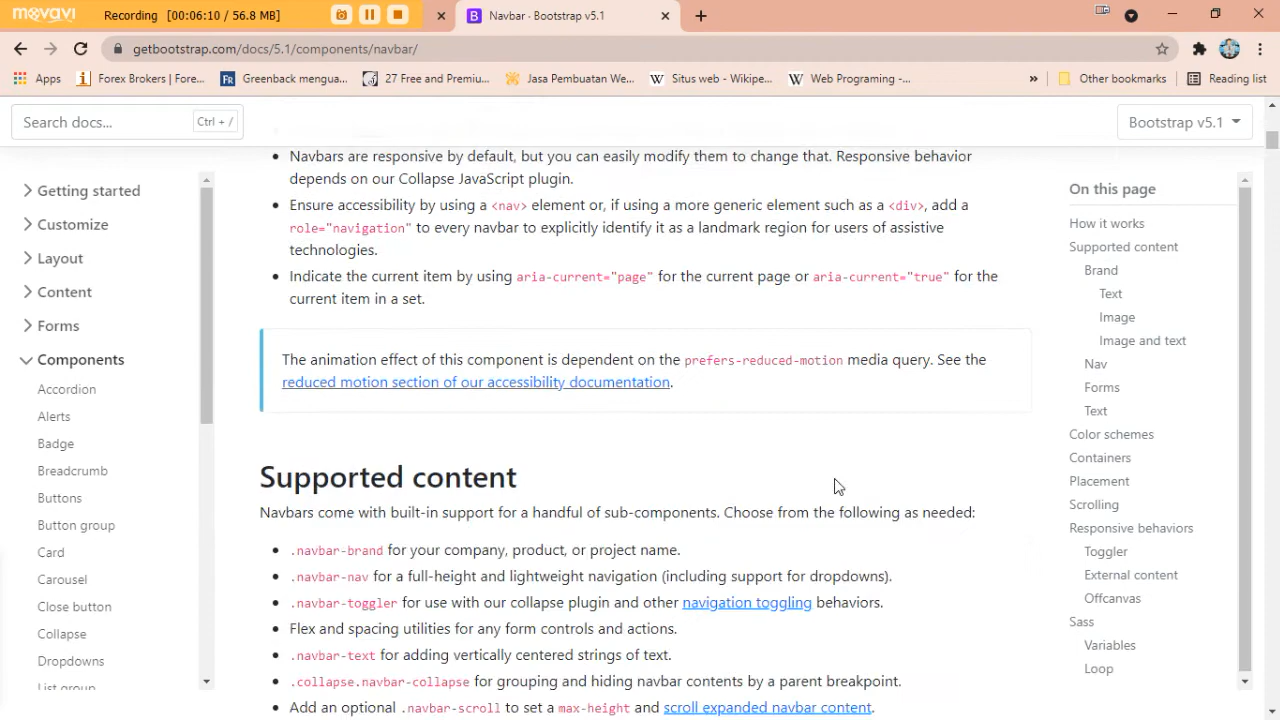 movavi
Recording [00:06:10 / 56.8 MB]
Navbar · Bootstrap v5.1
getbootstrap.com/docs/5.1/components/navbar/
Apps
Forex Brokers | Fore...
Greenback mengua...
27 Free and Premiu...
Jasa Pembuatan We...
Situs web - Wikipe...
Web Programing -...
Other bookmarks
Reading list
Search docs...
Ctrl + /
Bootstrap v5.1
Getting started
Customize
Layout
Content
Forms
Components
Accordion
Alerts
Badge
Breadcrumb
Buttons
Button group
Card
Carousel
Close button
Collapse
Dropdowns
List group
Navbars are responsive by default, but you can easily modify them to change that. Responsive behavior
depends on our Collapse JavaScript plugin.
Ensure accessibility by using a <nav> element or, if using a more generic element such as a <div>, add a
role="navigation" to every navbar to explicitly identify it as a landmark region for users of assistive
technologies.
Indicate the current item by using aria-current="page" for the current page or aria-current="true" for the
current item in a set.
The animation effect of this component is dependent on the prefers-reduced-motion media query. See the
reduced motion section of our accessibility documentation.
Supported content
Navbars come with built-in support for a handful of sub-components. Choose from the following as needed:
.navbar-brand for your company, product, or project name.
.navbar-nav for a full-height and lightweight navigation (including support for dropdowns).
.navbar-toggler for use with our collapse plugin and other navigation toggling behaviors.
Flex and spacing utilities for any form controls and actions.
.navbar-text for adding vertically centered strings of text.
.collapse.navbar-collapse for grouping and hiding navbar contents by a parent breakpoint.
Add an optional .navbar-scroll to set a max-height and scroll expanded navbar content.
On this page
How it works
Supported content
Brand
Text
Image
Image and text
Nav
Forms
Text
Color schemes
Containers
Placement
Scrolling
Responsive behaviors
Toggler
External content
Offcanvas
Sass
Variables
Loop